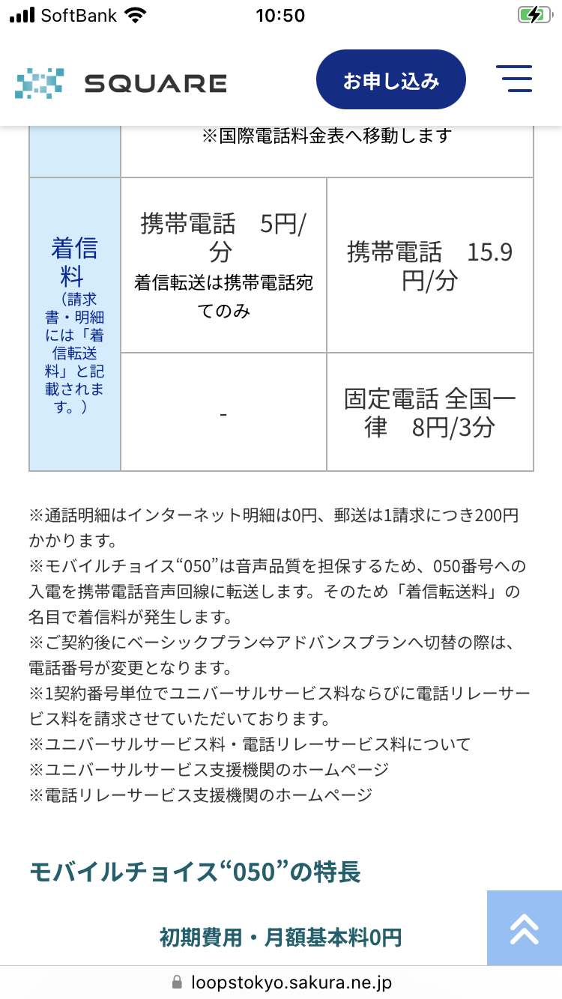 SoftBank 10:50
SQUARE お申し込み
※国際電話料金表へ移動します
着信
料
（請求
書・明細
には「着
信転送
料」と記
載されま
す。）
携帯電話　5円/
分
着信転送は携帯電話宛
てのみ
携帯電話　15.9
円/分
-
固定電話 全国一
律　8円/3分
※通話明細はインターネット明細は0円、郵送は1請求につき200円
かかります。
※モバイルチョイス“050”は音声品質を担保するため、050番号への
入電を携帯電話音声回線に転送します。そのため「着信転送料」の
名目で着信料が発生します。
※ご契約後にベーシックプラン⇔アドバンスプランへ切替の際は、
電話番号が変更となります。
※1契約番号単位でユニバーサルサービス料ならびに電話リレーサー
ビス料を請求させていただいております。
※ユニバーサルサービス料・電話リレーサービス料について
※ユニバーサルサービス支援機関のホームページ
※電話リレーサービス支援機関のホームページ
モバイルチョイス“050”の特長
初期費用・月額基本料0円
loopstokyo.sakura.ne.jp